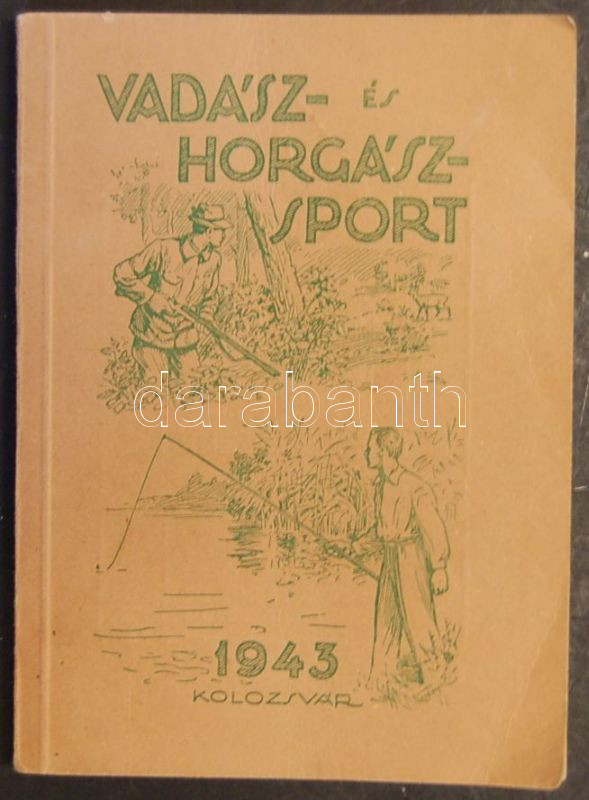 VADÁSZ- ÉS
HORGÁSZ-
SPORT
darabanth
1943
KOLOZSVÁR